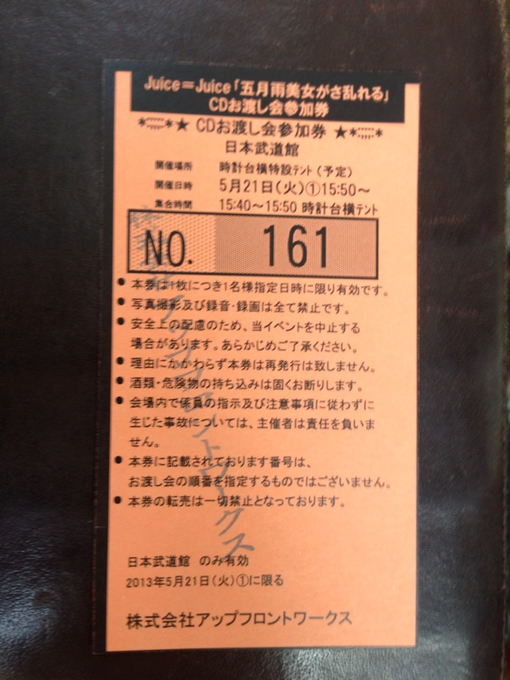 Juice=Juice「五月雨美女がさ乱れる」
CDお渡し会参加券
★ CDお渡し会参加券 ★
日本武道館
開催場所 時計台横特設テント(予定)
開催日時 5月21日(火)①15:50～
集合時間 15:40～15:50 時計台横テント
NO. 161
● 本券は1枚につき1名様指定日時に限り有効です。
● 写真撮影及び録音・録画は全て禁止です。
● 安全上の配慮のため、当イベントを中止する
場合があります。あらかじめご了承ください。
● 理由にかかわらず本券は再発行は致しません。
● 酒類・危険物の持ち込みは固くお断りします。
● 会場内で係員の指示及び注意事項に従わずに
生じた事故については、主催者は責任を負いま
せん。
● 本券に記載されております番号は、
お渡し会の順番を指定するものではございません。
● 本券の転売は一切禁止となっております。
日本武道館 のみ有効
2013年5月21日(火)①に限る
株式会社アップフロントワークス
株式会社アップフロントワークス